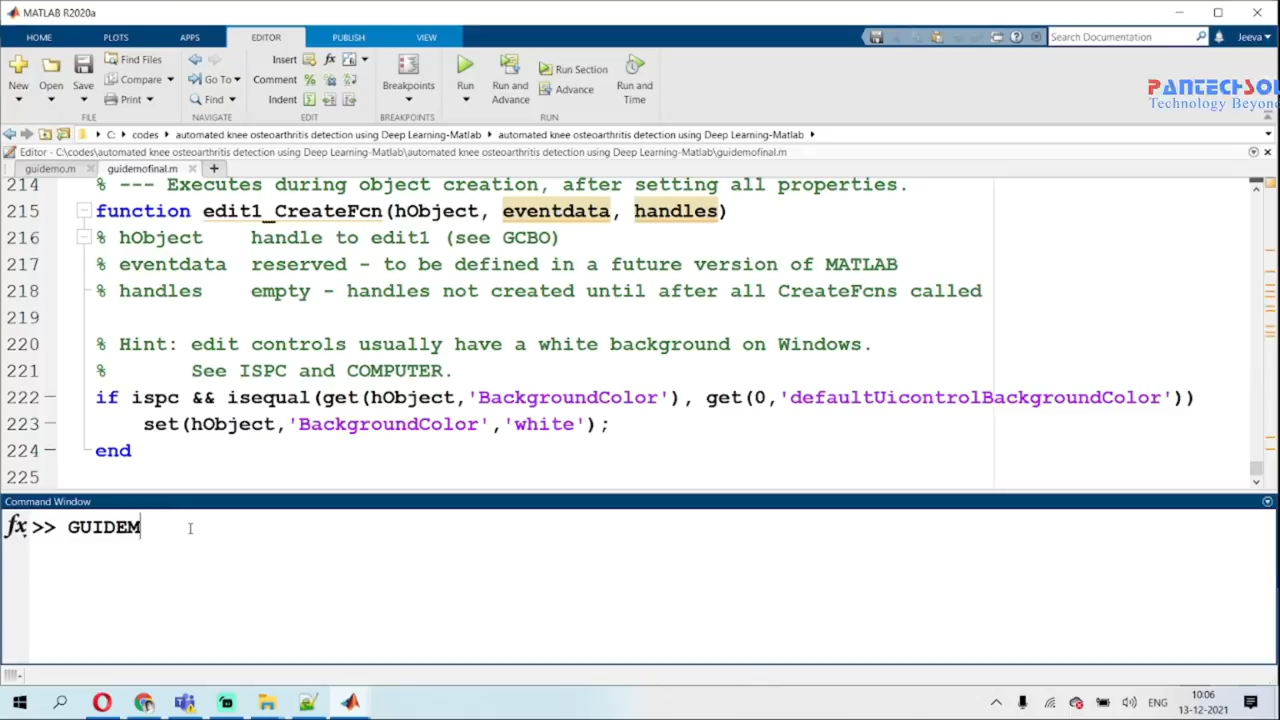 MATLAB R2020a
HOME PLOTS APPS EDITOR PUBLISH VIEW Search Documentation Jeeva
New Open Save Find Files Compare Print
Go To Find
Insert fx
Comment
Indent
Breakpoints
Run Run and Advance Run Section Advance Run and Time
PANTECHSOL
Technology Beyon
FILE NAVIGATE EDIT BREAKPOINTS RUN
C: codes automated knee osteoarthritis detection using Deep Learning-Matlab automated knee osteoarthritis detection using Deep Learning-Matlab
Editor - C:\codes\automated knee osteoarthritis detection using Deep Learning-Matlab\automated knee osteoarthritis detection using Deep Learning-Matlab\guidemofinal.m
guidemo.m guidemofinal.m
214 % --- Executes during object creation, after setting all properties.
215 function edit1_CreateFcn(hObject, eventdata, handles)
216 % hObject    handle to edit1 (see GCBO)
217 % eventdata  reserved - to be defined in a future version of MATLAB
218 % handles    empty - handles not created until after all CreateFcns called
219
220 % Hint: edit controls usually have a white background on Windows.
221 %       See ISPC and COMPUTER.
222 if ispc && isequal(get(hObject,'BackgroundColor'), get(0,'defaultUicontrolBackgroundColor'))
223     set(hObject,'BackgroundColor','white');
224 end
225
Command Window
fx >> GUIDEM
ENG
10:06
13-12-2021